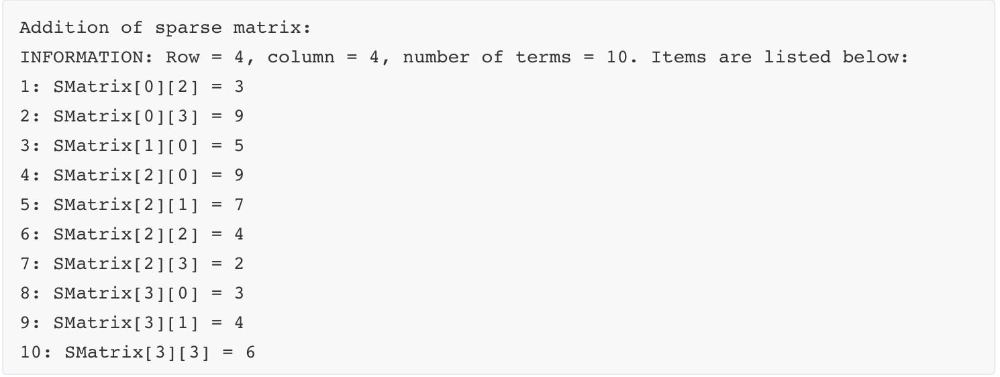 Addition of sparse matrix:
INFORMATION: Row = 4, column = 4, number of terms = 10. Items are listed below:
1: SMatrix[0][2] = 3
2: SMatrix[0][3] = 9
3: SMatrix[1][0] = 5
4: SMatrix[2][0] = 9
5: SMatrix[2][1] = 7
6: SMatrix[2][2] = 4
7: SMatrix[2][3] = 2
8: SMatrix[3][0] = 3
9: SMatrix[3][1] = 4
10: SMatrix[3][3] = 6